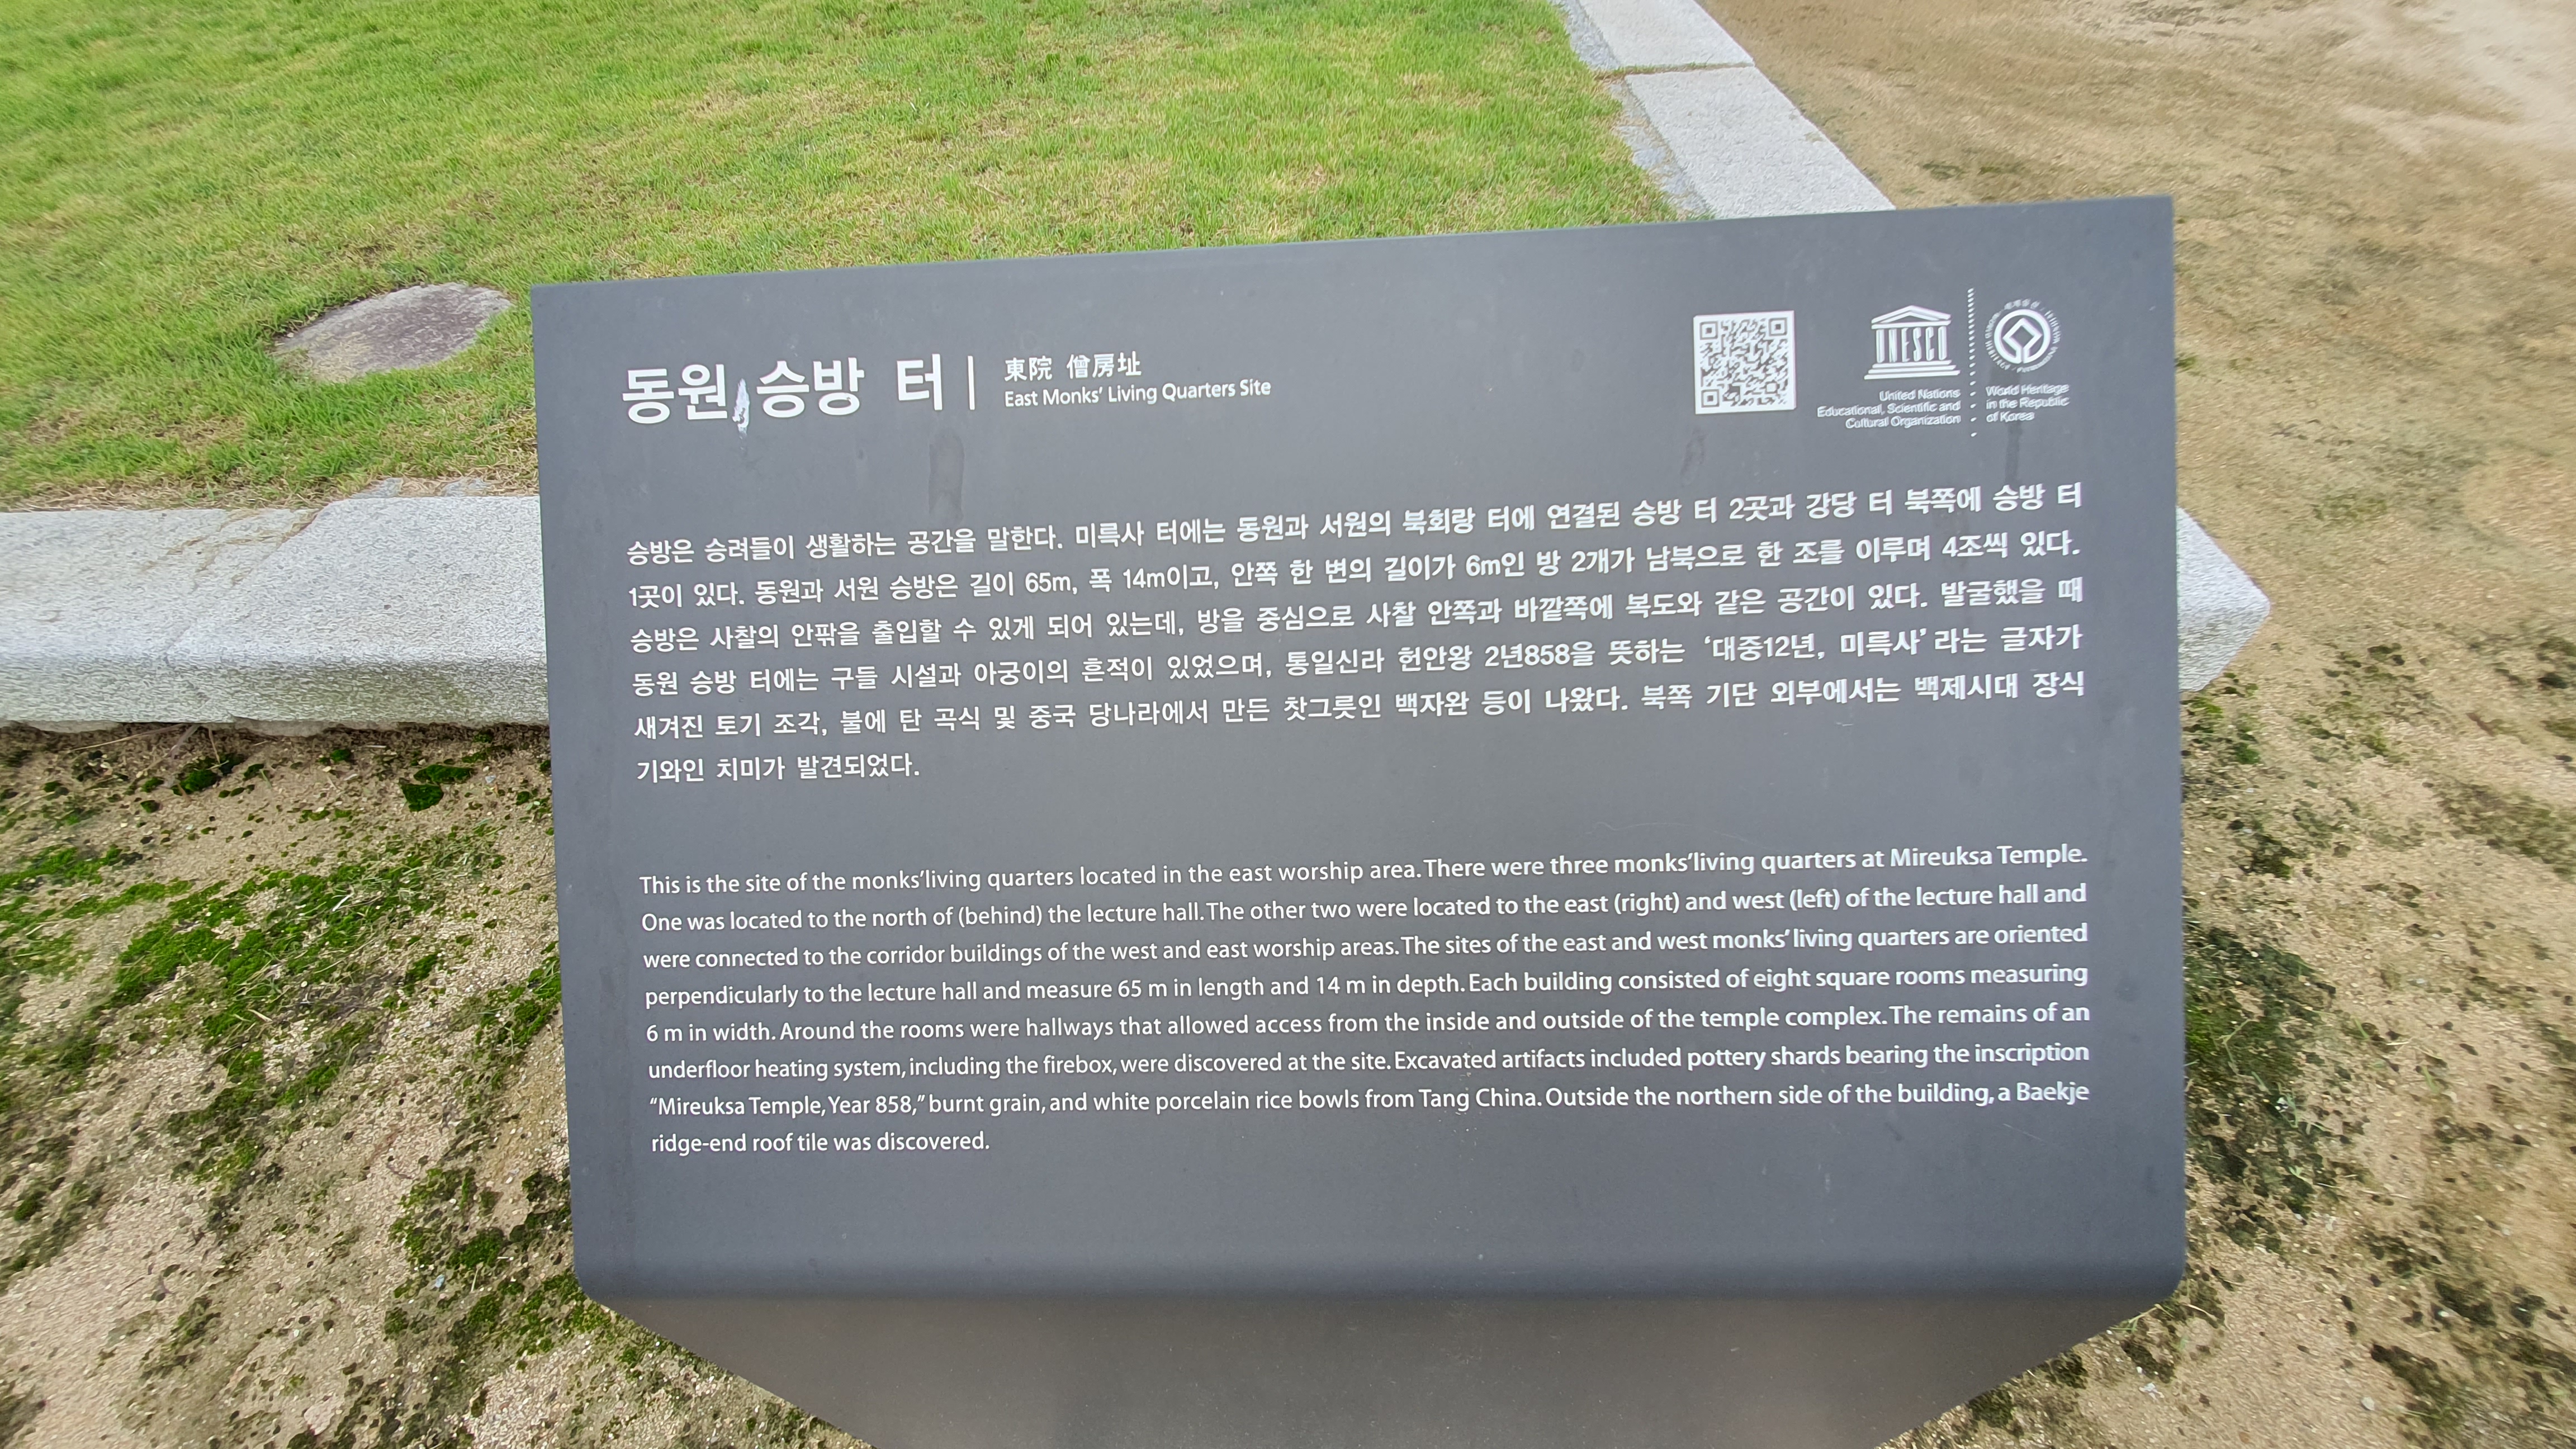 동원 승방 터
東院 僧房址
East Monks' Living Quarters Site
UNESCO
United Nations
Educational, Scientific and
Cultural Organization
World Heritage
in the Republic
of Korea
승방은 승려들이 생활하는 공간을 말한다. 미륵사 터에는 동원과 서원의 북회랑 터에 연결된 승방 터 2곳과 강당 터 북쪽에 승방 터
1곳이 있다. 동원과 서원 승방은 길이 65m, 폭 14m이고, 안쪽 한 변의 길이가 6m인 방 2개가 남북으로 한 조를 이루며 4조씩 있다.
승방은 사찰의 안팎을 출입할 수 있게 되어 있는데, 방을 중심으로 사찰 안쪽과 바깥쪽에 복도와 같은 공간이 있다. 발굴했을 때
동원 승방 터에는 구들 시설과 아궁이의 흔적이 있었으며, 통일신라 헌안왕 2년858을 뜻하는 ‘대중12년, 미륵사’라는 글자가
새겨진 토기 조각, 불에 탄 곡식 및 중국 당나라에서 만든 찻그릇인 백자완 등이 나왔다. 북쪽 기단 외부에서는 백제시대 장식
기와인 치미가 발견되었다.
This is the site of the monks’living quarters located in the east worship area. There were three monks’living quarters at Mireuksa Temple.
One was located to the north of (behind) the lecture hall. The other two were located to the east (right) and west (left) of the lecture hall and
were connected to the corridor buildings of the west and east worship areas. The sites of the east and west monks’ living quarters are oriented
perpendicularly to the lecture hall and measure 65 m in length and 14 m in depth. Each building consisted of eight square rooms measuring
6 m in width. Around the rooms were hallways that allowed access from the inside and outside of the temple complex. The remains of an
underfloor heating system, including the firebox, were discovered at the site. Excavated artifacts included pottery shards bearing the inscription
“Mireuksa Temple, Year 858,” burnt grain, and white porcelain rice bowls from Tang China. Outside the northern side of the building, a Baekje
ridge-end roof tile was discovered.